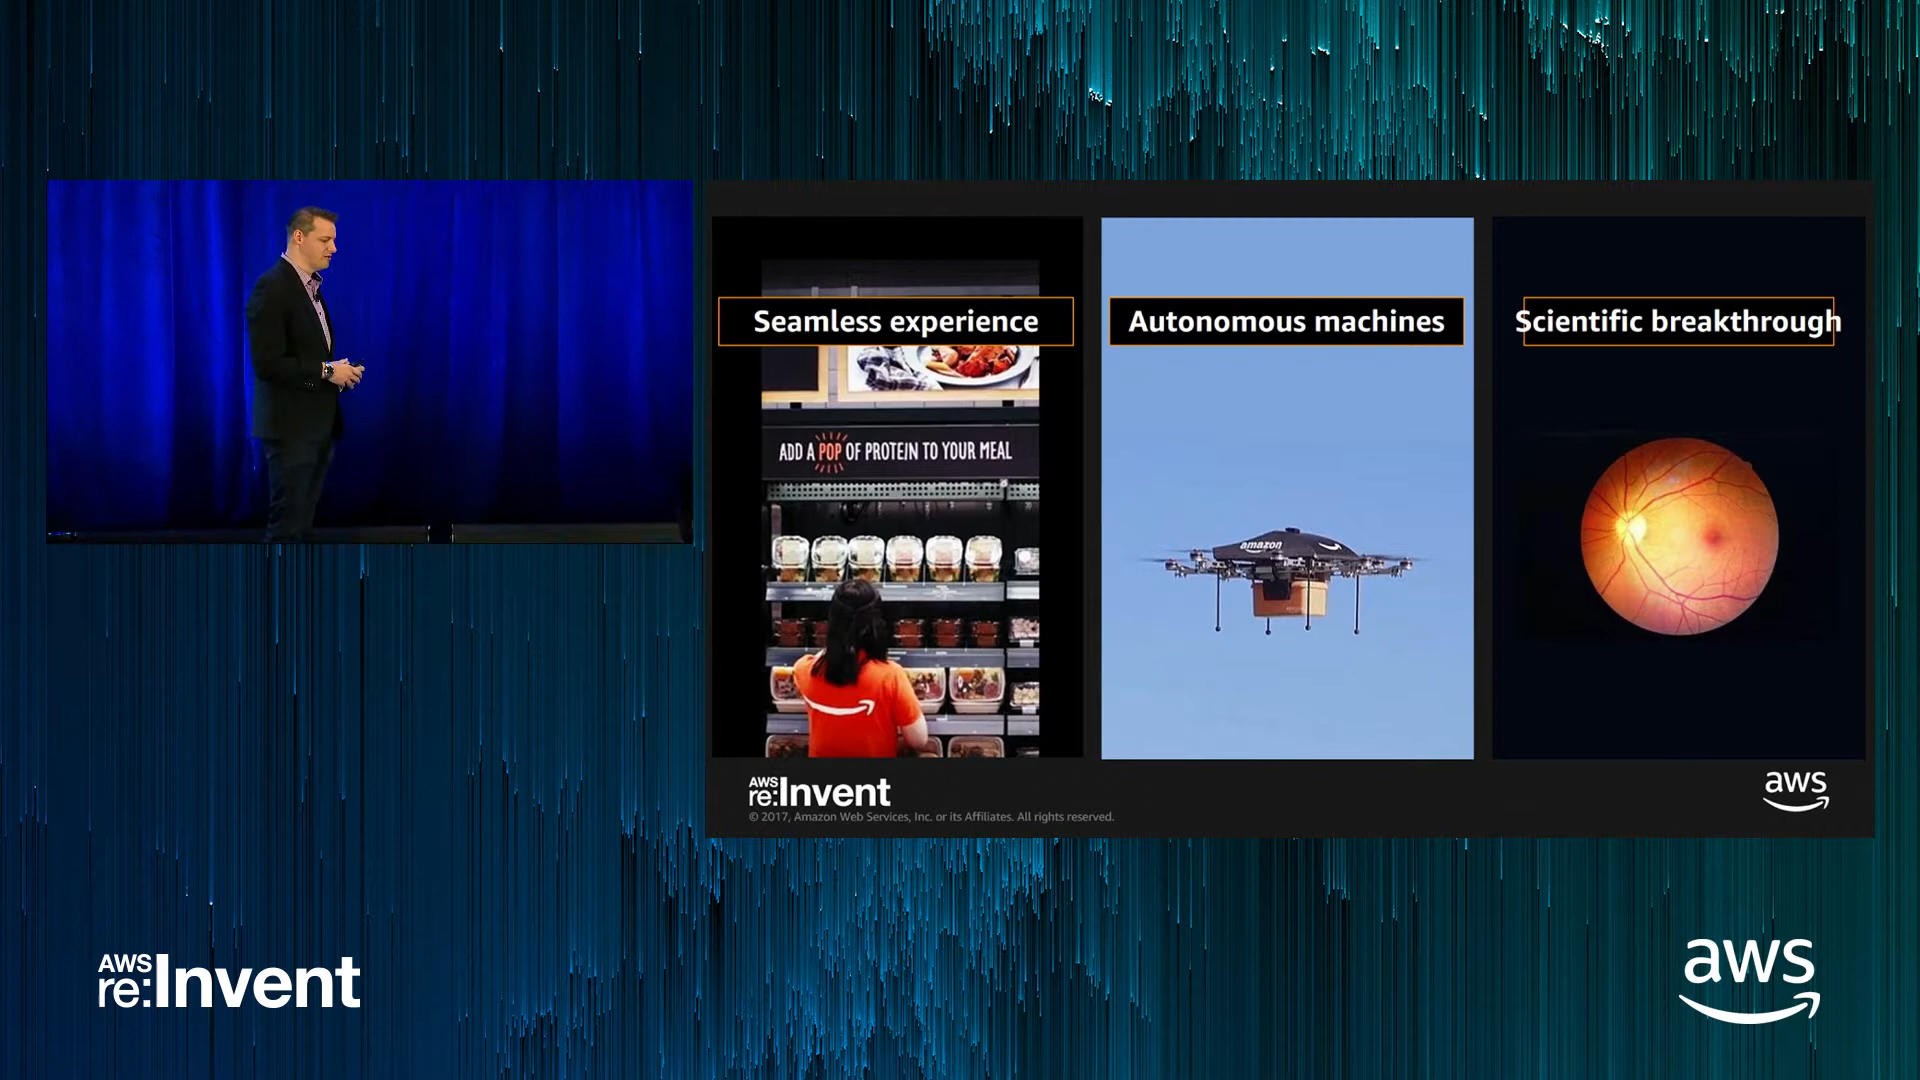 Seamless experience
Autonomous machines
Scientific breakthrough
ADD A POP OF PROTEIN TO YOUR MEAL
amazon
AWS
re:Invent
© 2017, Amazon Web Services, Inc. or its Affiliates. All rights reserved.
aws
AWS
re:Invent
aws